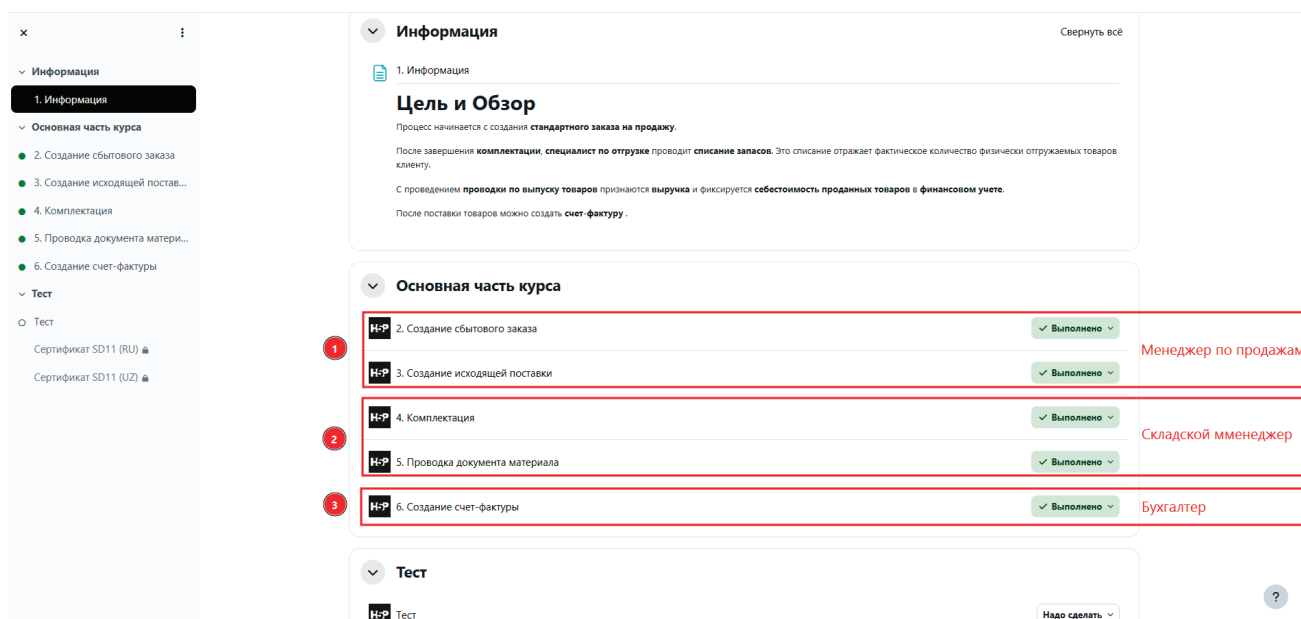 Информация
1. Информация
Основная часть курса
2. Создание сбытового заказа
3. Создание исходящей постав...
4. Комплектация
5. Проводка документа матери...
6. Создание счет-фактуры
Тест
Тест
Сертификат SD11 (RU)
Сертификат SD11 (UZ)
Информация
Свернуть всё
1. Информация
Цель и Обзор
Процесс начинается с создания стандартного заказа на продажу.
После завершения комплектации, специалист по отгрузке проводит списание запасов. Это списание отражает фактическое количество физически отгружаемых товаров
клиенту.
С проведением проводки по выпуску товаров признаются выручка и фиксируется себестоимость проданных товаров в финансовом учете.
После поставки товаров можно создать счет-фактуру .
Основная часть курса
1
H5P 2. Создание сбытового заказа Выполнено
Менеджер по продажам
H5P 3. Создание исходящей поставки Выполнено
2
H5P 4. Комплектация Выполнено
Складской мменеджер
H5P 5. Проводка документа материала Выполнено
3
H5P 6. Создание счет-фактуры Выполнено
Бухгалтер
Тест
H5P Тест Надо сделать
?